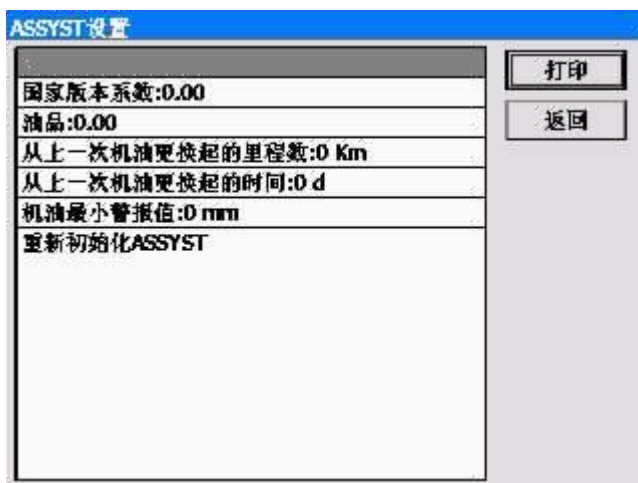 ASSYST设置
打印
国家版本系数:0.00
油品:0.00
返回
从上一次机油更换起的里程数:0 Km
从上一次机油更换起的时间:0 d
机油最小警报值:0 mm
重新初始化ASSYST